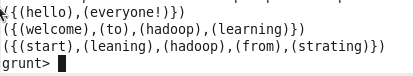 ({(hello),(everyone!)})
({(welcome),(to),(hadoop),(learning)})
({(start),(leaning),(hadoop),(from),(strating)})
grunt>